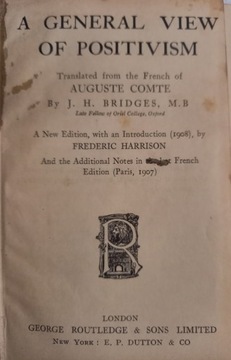 A GENERAL VIEW
OF POSITIVISM
Translated from the French of
AUGUSTE COMTE
By J. H. BRIDGES, M.B
Late Fellow of Oriel College, Oxford
A New Edition, with an Introduction (1908), by
FREDERIC HARRISON
And the Additional Notes in French
Edition (Paris, 1907)
R
LONDON
GEORGE ROUTLEDGE & SONS LIMITED
NEW YORK: E. P. DUTTON & CO